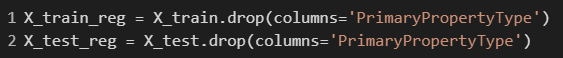 1 X_train_reg = X_train.drop(columns='PrimaryPropertyType')
2 X_test_reg = X_test.drop(columns='PrimaryPropertyType')